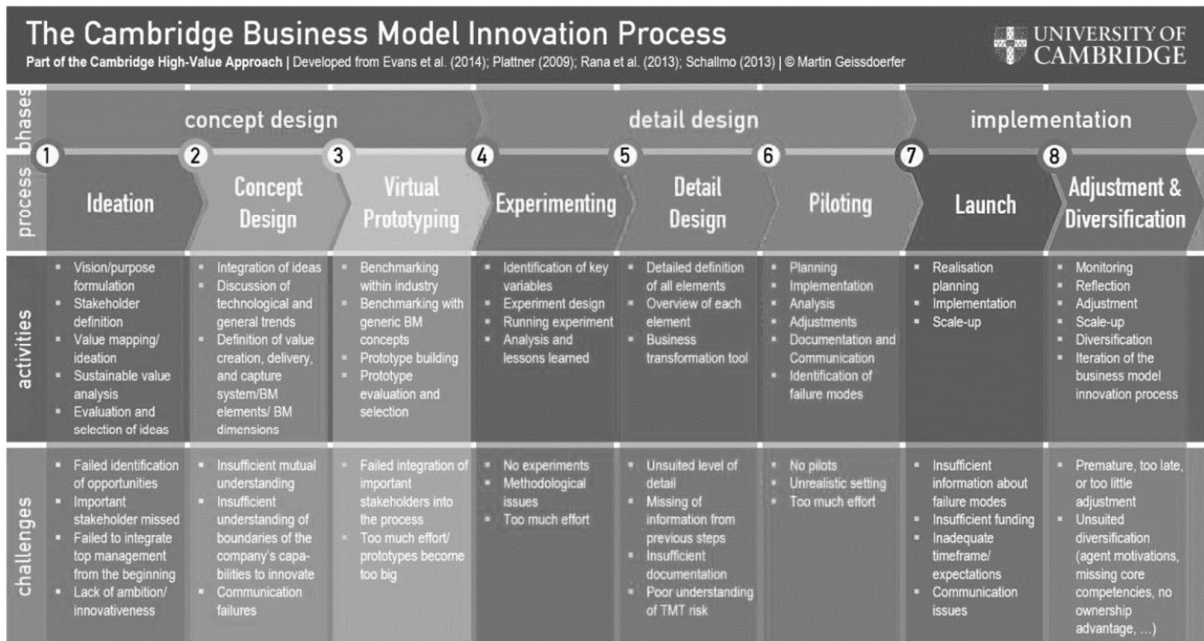 The Cambridge Business Model Innovation Process
Part of the Cambridge High-Value Approach | Developed from Evans et al. (2014); Plattner (2009); Rana et al. (2013); Schallmo (2013) | © Martin Geissdoerfer
UNIVERSITY OF
CAMBRIDGE
phases
concept design
detail design
implementation
process
1
Ideation
2
Concept
Design
3
Virtual
Prototyping
4
Experimenting
5
Detail
Design
6
Piloting
7
Launch
8
Adjustment &
Diversification
activities
▪ Vision/purpose
formulation
▪ Stakeholder
definition
▪ Value mapping/
ideation
▪ Sustainable value
analysis
▪ Evaluation and
selection of ideas
▪ Integration of ideas
▪ Discussion of
technological and
general trends
▪ Definition of value
creation, delivery,
and capture
system/BM
elements/ BM
dimensions
▪ Benchmarking
within industry
▪ Benchmarking with
generic BM
concepts
▪ Prototype building
▪ Prototype
evaluation and
selection
▪ Identification of key
variables
▪ Experiment design
▪ Running experiment
▪ Analysis and
lessons learned
▪ Detailed definition
of all elements
▪ Overview of each
element
▪ Business
transformation tool
▪ Planning
▪ Implementation
▪ Analysis
▪ Adjustments
▪ Documentation and
Communication
▪ Identification of
failure modes
▪ Realisation
planning
▪ Implementation
▪ Scale-up
▪ Monitoring
▪ Reflection
▪ Adjustment
▪ Scale-up
▪ Diversification
▪ Iteration of the
business model
innovation process
challenges
▪ Failed identification
of opportunities
▪ Important
stakeholder missed
▪ Failed to integrate
top management
from the beginning
▪ Lack of ambition/
innovativeness
▪ Insufficient mutual
understanding
▪ Insufficient
understanding of
boundaries of the
company's capa-
bilities to innovate
▪ Communication
failures
▪ Failed integration of
important
stakeholders into
the process
▪ Too much effort/
prototypes become
too big
▪ No experiments
▪ Methodological
issues
▪ Too much effort
▪ Unsuited level of
detail
▪ Missing of
information from
previous steps
▪ Insufficient
documentation
▪ Poor understanding
of TMT risk
▪ No pilots
▪ Unrealistic setting
▪ Too much effort
▪ Insufficient
information about
failure modes
▪ Insufficient funding
▪ Inadequate
timeframe/
expectations
▪ Communication
issues
▪ Premature, too late,
or too little
adjustment
▪ Unsuited
diversification
(agent motivations,
missing core
competencies, no
ownership
advantage, ...)